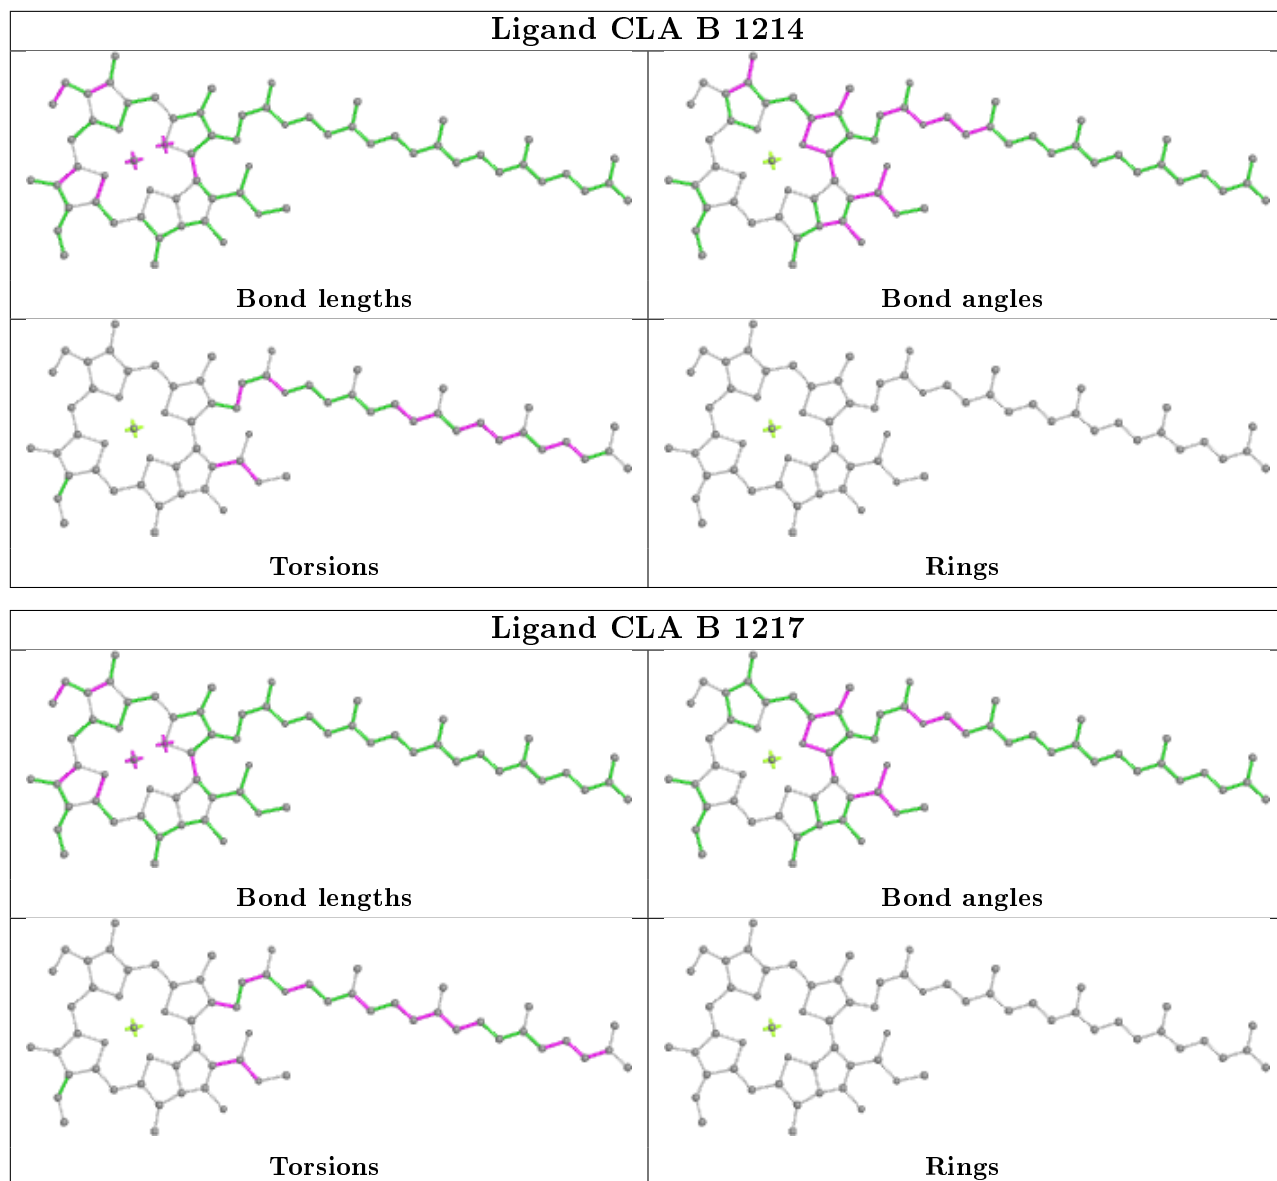 Ligand CLA B 1214
Bond lengths
Bond angles
Torsions
Rings
Ligand CLA B 1217
Bond lengths
Bond angles
Torsions
Rings